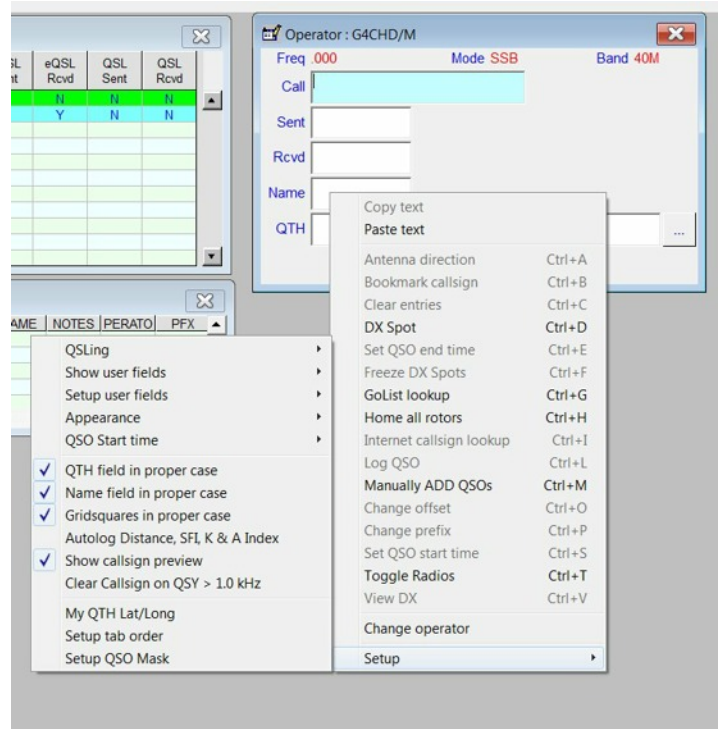 SL eQSL QSL QSL
nt Rcvd Sent Rcvd
N N N
Y N N
Operator : G4CHD/M
Freq .000 Mode SSB Band 40M
Call
Sent
Rcvd
Name
QTH ...
AME NOTES PERATO PFX
Copy text
Paste text
Antenna direction Ctrl+A
Bookmark callsign Ctrl+B
Clear entries Ctrl+C
DX Spot Ctrl+D
Set QSO end time Ctrl+E
Freeze DX Spots Ctrl+F
GoList lookup Ctrl+G
Home all rotors Ctrl+H
Internet callsign lookup Ctrl+I
Log QSO Ctrl+L
Manually ADD QSOs Ctrl+M
Change offset Ctrl+O
Change prefix Ctrl+P
Set QSO start time Ctrl+S
Toggle Radios Ctrl+T
View DX Ctrl+V
Change operator
Setup
QSLing
Show user fields
Setup user fields
Appearance
QSO Start time
QTH field in proper case
Name field in proper case
Gridsquares in proper case
Autolog Distance, SFI, K & A Index
Show callsign preview
Clear Callsign on QSY > 1.0 kHz
My QTH Lat/Long
Setup tab order
Setup QSO Mask